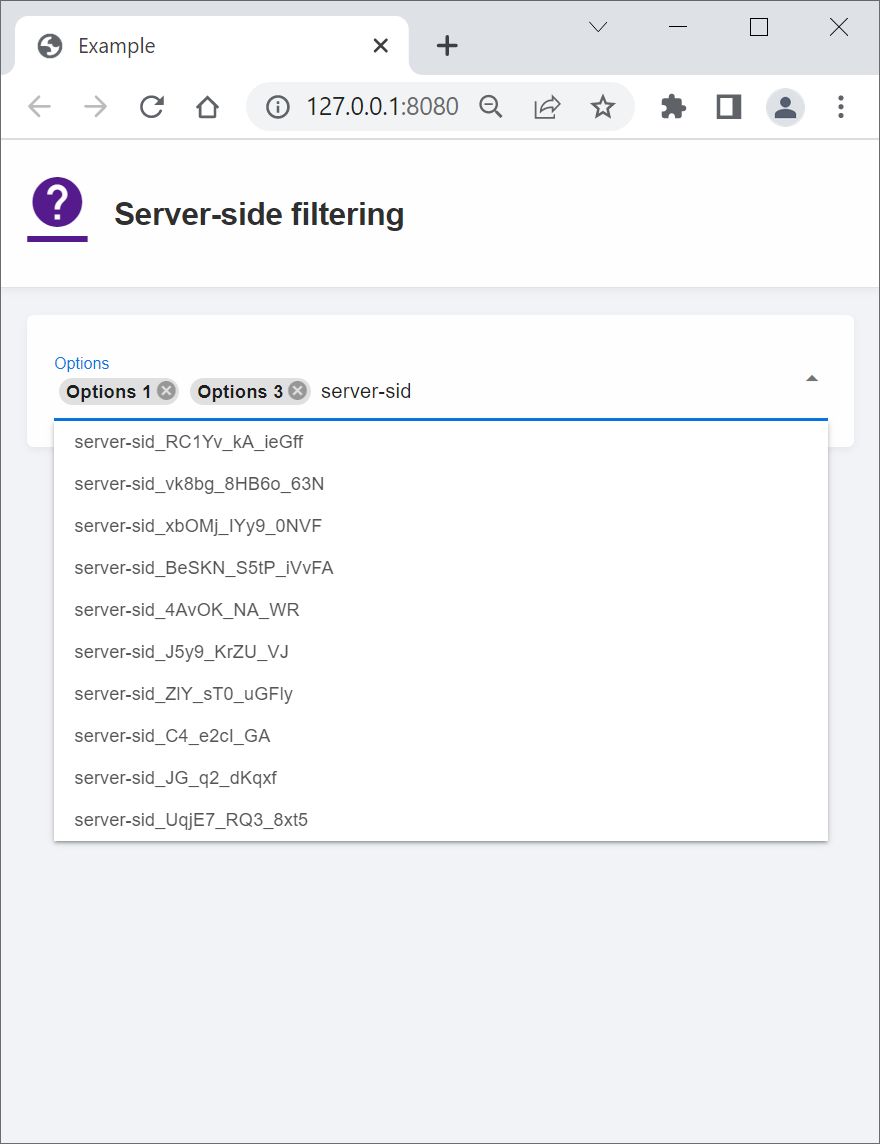 Example
127.0.0.1:8080
?
Server-side filtering
Options
Options 1 Options 3 server-sid
server-sid_RC1Yv_kA_ieGff
server-sid_vk8bg_8HB6o_63N
server-sid_xbOMj_IYy9_0NVF
server-sid_BeSKN_S5tP_iVvFA
server-sid_4AvOK_NA_WR
server-sid_J5y9_KrZU_VJ
server-sid_ZlY_sT0_uGFly
server-sid_C4_e2cI_GA
server-sid_JG_q2_dKqxf
server-sid_UqjE7_RQ3_8xt5